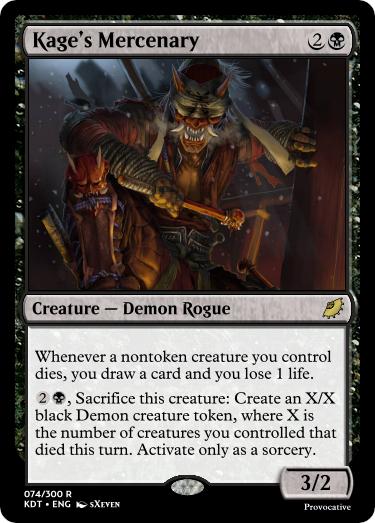 Kage's Mercenary 2
Creature — Demon Rogue
Whenever a nontoken creature you control
dies, you draw a card and you lose 1 life.
2 , Sacrifice this creature: Create an X/X
black Demon creature token, where X is
the number of creatures you controlled that
died this turn. Activate only as a sorcery.
3/2
074/300 R
KDT • ENG sXeven
Provocative